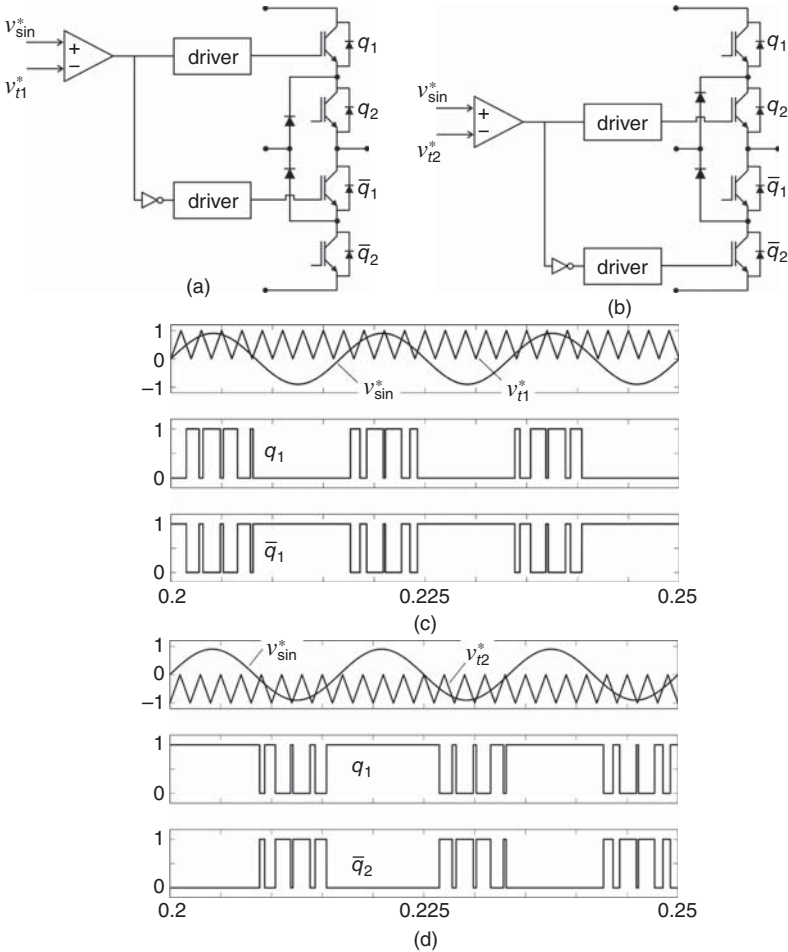 v*sin
v*t1
+
−
driver
driver
q1
q2
q̅1
q̅2
(a)
v*sin
v*t2
+
−
driver
driver
q1
q2
q̅1
q̅2
(b)
1
0
−1
v*sin
v*t1
1
0
q1
1
0
q̅1
0.2
0.225
0.25
(c)
1
0
−1
v*sin
v*t2
1
0
q1
1
0
q̅2
0.2
0.225
0.25
(d)